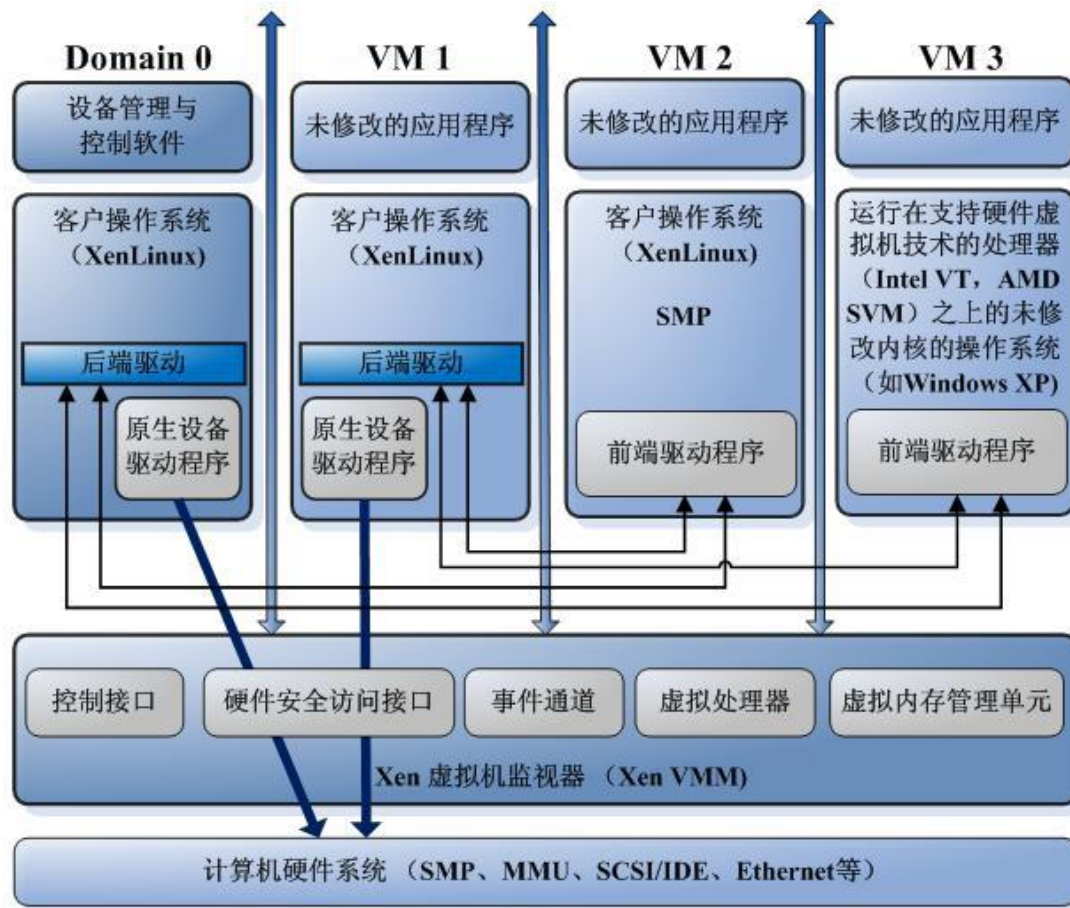 Domain 0
设备管理与
控制软件
客户操作系统
（XenLinux)
后端驱动
原生设备
驱动程序
VM 1
未修改的应用程序
客户操作系统
（XenLinux)
后端驱动
原生设备
驱动程序
VM 2
未修改的应用程序
客户操作系统
（XenLinux)
SMP
前端驱动程序
VM 3
未修改的应用程序
运行在支持硬件虚
拟机技术的处理器
（Intel VT，AMD
SVM）之上的未修
改内核的操作系统
（如Windows XP)
前端驱动程序
控制接口
硬件安全访问接口
事件通道
虚拟处理器
虚拟内存管理单元
Xen 虚拟机监视器 （Xen VMM)
计算机硬件系统 （SMP、MMU、SCSI/IDE、Ethernet等）